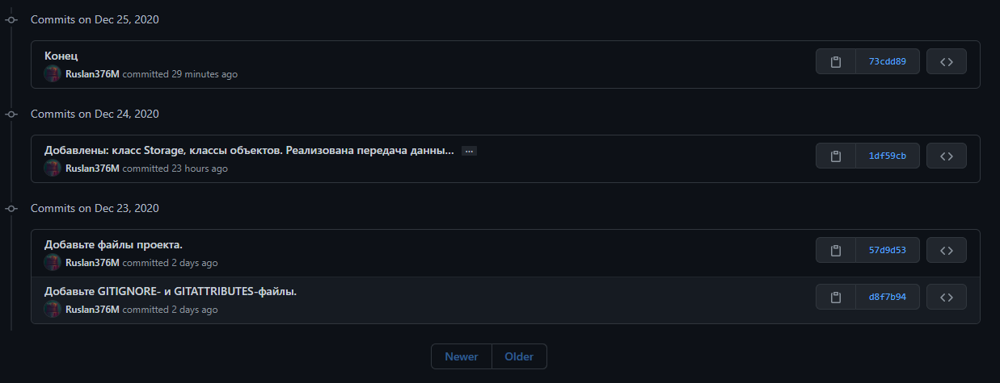 Commits on Dec 25, 2020
Конец
73cdd89
Ruslan376M committed 29 minutes ago
Commits on Dec 24, 2020
Добавлены: класс Storage, классы объектов. Реализована передача данны... ...
1df59cb
Ruslan376M committed 23 hours ago
Commits on Dec 23, 2020
Добавьте файлы проекта.
57d9d53
Ruslan376M committed 2 days ago
Добавьте GITIGNORE- и GITATTRIBUTES-файлы.
d8f7b94
Ruslan376M committed 2 days ago
Newer Older